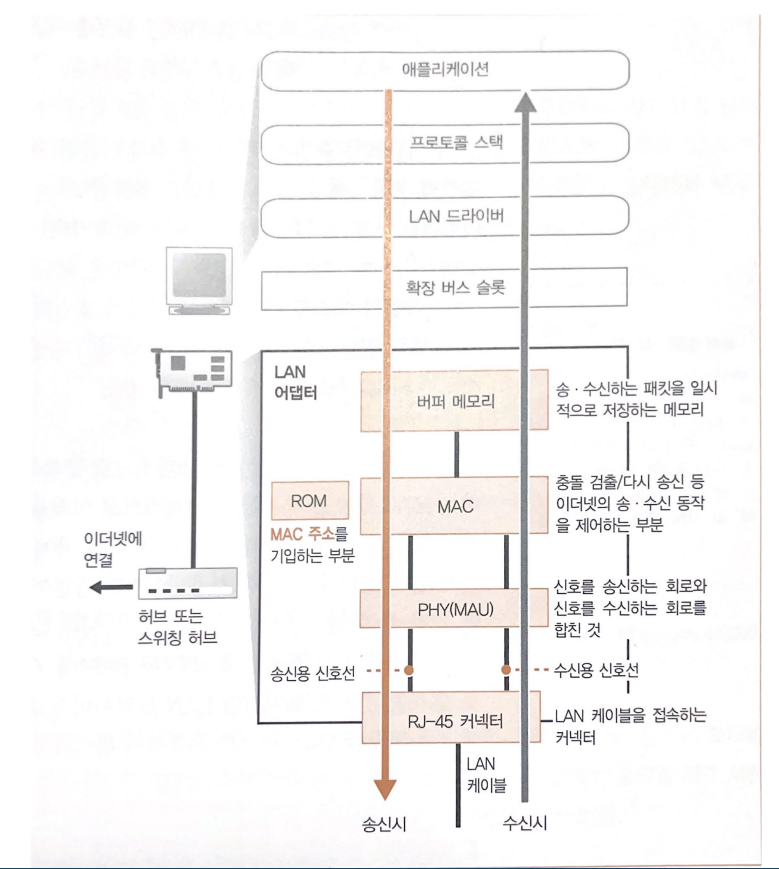 애플리케이션
프로토콜 스택
LAN 드라이버
확장 버스 슬롯
LAN
어댑터
버퍼 메모리
송 · 수신하는 패킷을 일시
적으로 저장하는 메모리
ROM
MAC 주소를
기입하는 부분
MAC
충돌 검출/다시 송신 등
이더넷의 송 · 수신 동작
을 제어하는 부분
이더넷에
연결
허브 또는
스위칭 허브
PHY(MAU)
신호를 송신하는 회로와
신호를 수신하는 회로를
합친 것
송신용 신호선
수신용 신호선
RJ-45 커넥터
LAN 케이블을 접속하는
커넥터
LAN
케이블
송신시
수신시